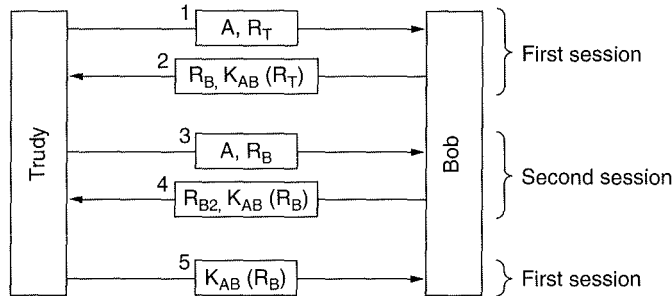 1
A, R_T
First session
2
R_B, K_AB (R_T)
Trudy
Bob
3
A, R_B
Second session
4
R_B2, K_AB (R_B)
5
K_AB (R_B)
First session